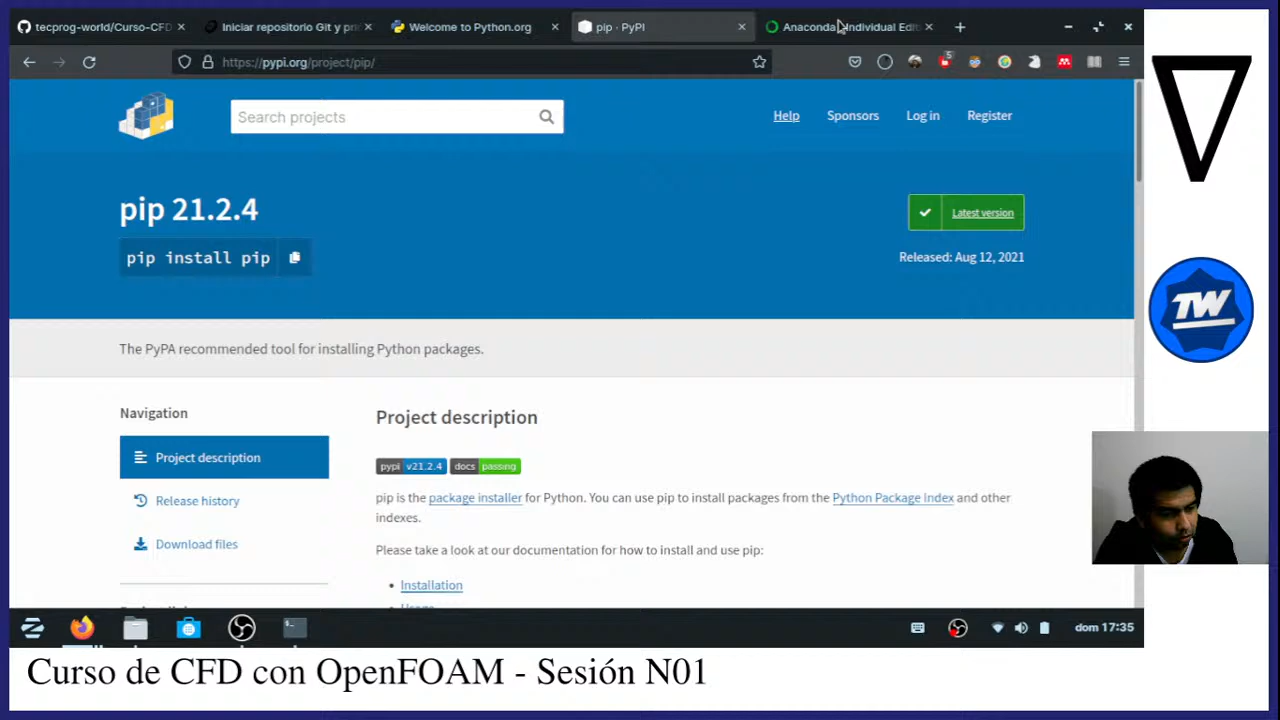 tecprog-world/Curso-CFD
Iniciar repositorio Git y pri
Welcome to Python.org
pip · PyPI
Anaconda Individual Edit
https://pypi.org/project/pip/
5
Search projects
Help
Sponsors
Log in
Register
pip 21.2.4
Latest version
pip install pip
Released: Aug 12, 2021
The PyPA recommended tool for installing Python packages.
Navigation
Project description
Project description
pypi v21.2.4 docs passing
pip is the package installer for Python. You can use pip to install packages from the Python Package Index and other
indexes.
Release history
Download files
Please take a look at our documentation for how to install and use pip:
Installation
TW
dom 17:35
Curso de CFD con OpenFOAM - Sesión N01